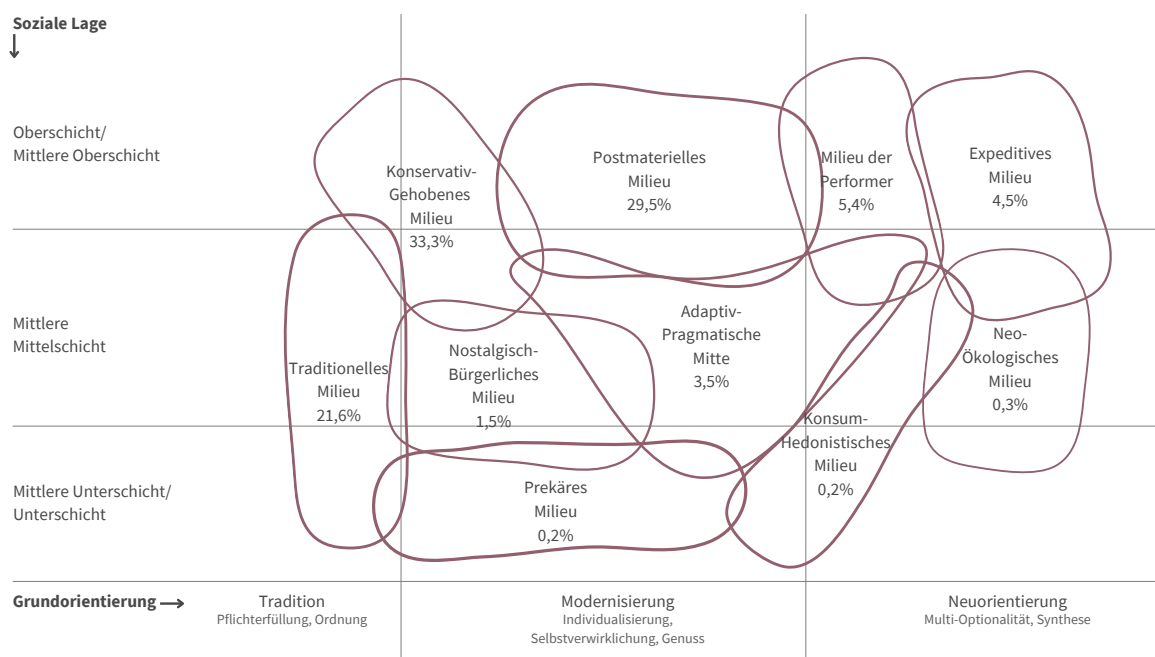 Soziale Lage
Oberschicht/
Mittlere Oberschicht
Konservativ-
Gehobenes
Milieu
33,3%
Postmaterielles
Milieu
29,5%
Milieu der
Performer
5,4%
Expeditives
Milieu
4,5%
Mittlere
Mittelschicht
Traditionelles
Milieu
21,6%
Nostalgisch-
Bürgerliches
Milieu
1,5%
Adaptiv-
Pragmatische
Mitte
3,5%
Neo-
Ökologisches
Milieu
0,3%
Konsum-
Hedonistisches
Milieu
0,2%
Mittlere Unterschicht/
Unterschicht
Prekäres
Milieu
0,2%
Grundorientierung
Tradition
Pflichterfüllung, Ordnung
Modernisierung
Individualisierung,
Selbstverwirklichung, Genuss
Neuorientierung
Multi-Optionalität, Synthese